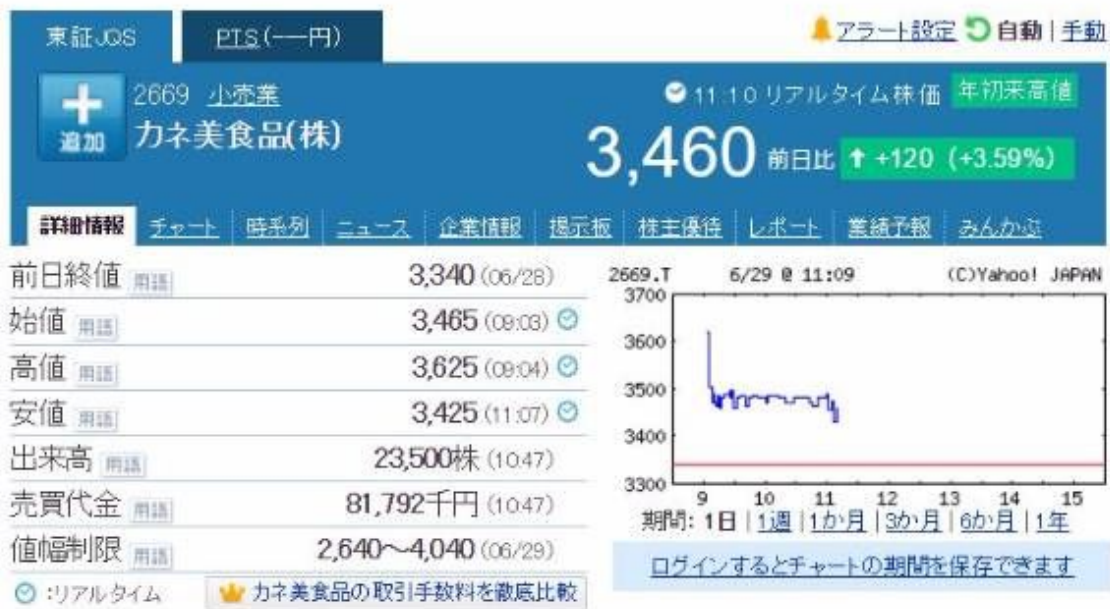 東証JQS PTS(---円) アラート設定 自動 | 手動
2669 小売業 11:10 リアルタイム株価 年初来高値
追加 カネ美食品(株) 3,460 前日比 ↑ +120 (+3.59%)
詳細情報 チャート 時系列 ニュース 企業情報 掲示板 株主優待 レポート 業績予報 みんかぶ
前日終値 用語 3,340 (06/28)
始値 用語 3,465 (09:03)
高値 用語 3,625 (09:04)
安値 用語 3,425 (11:07)
出来高 用語 23,500株 (10:47)
売買代金 用語 81,792千円 (10:47)
値幅制限 用語 2,640~4,040 (06/29)
:リアルタイム カネ美食品の取引手数料を徹底比較
2669.T 6/29 @ 11:09 (C)Yahoo! JAPAN
3700
3600
3500
3400
3300
9 10 11 12 13 14 15
期間: 1日 | 1週 | 1か月 | 3か月 | 6か月 | 1年
ログインするとチャートの期間を保存できます